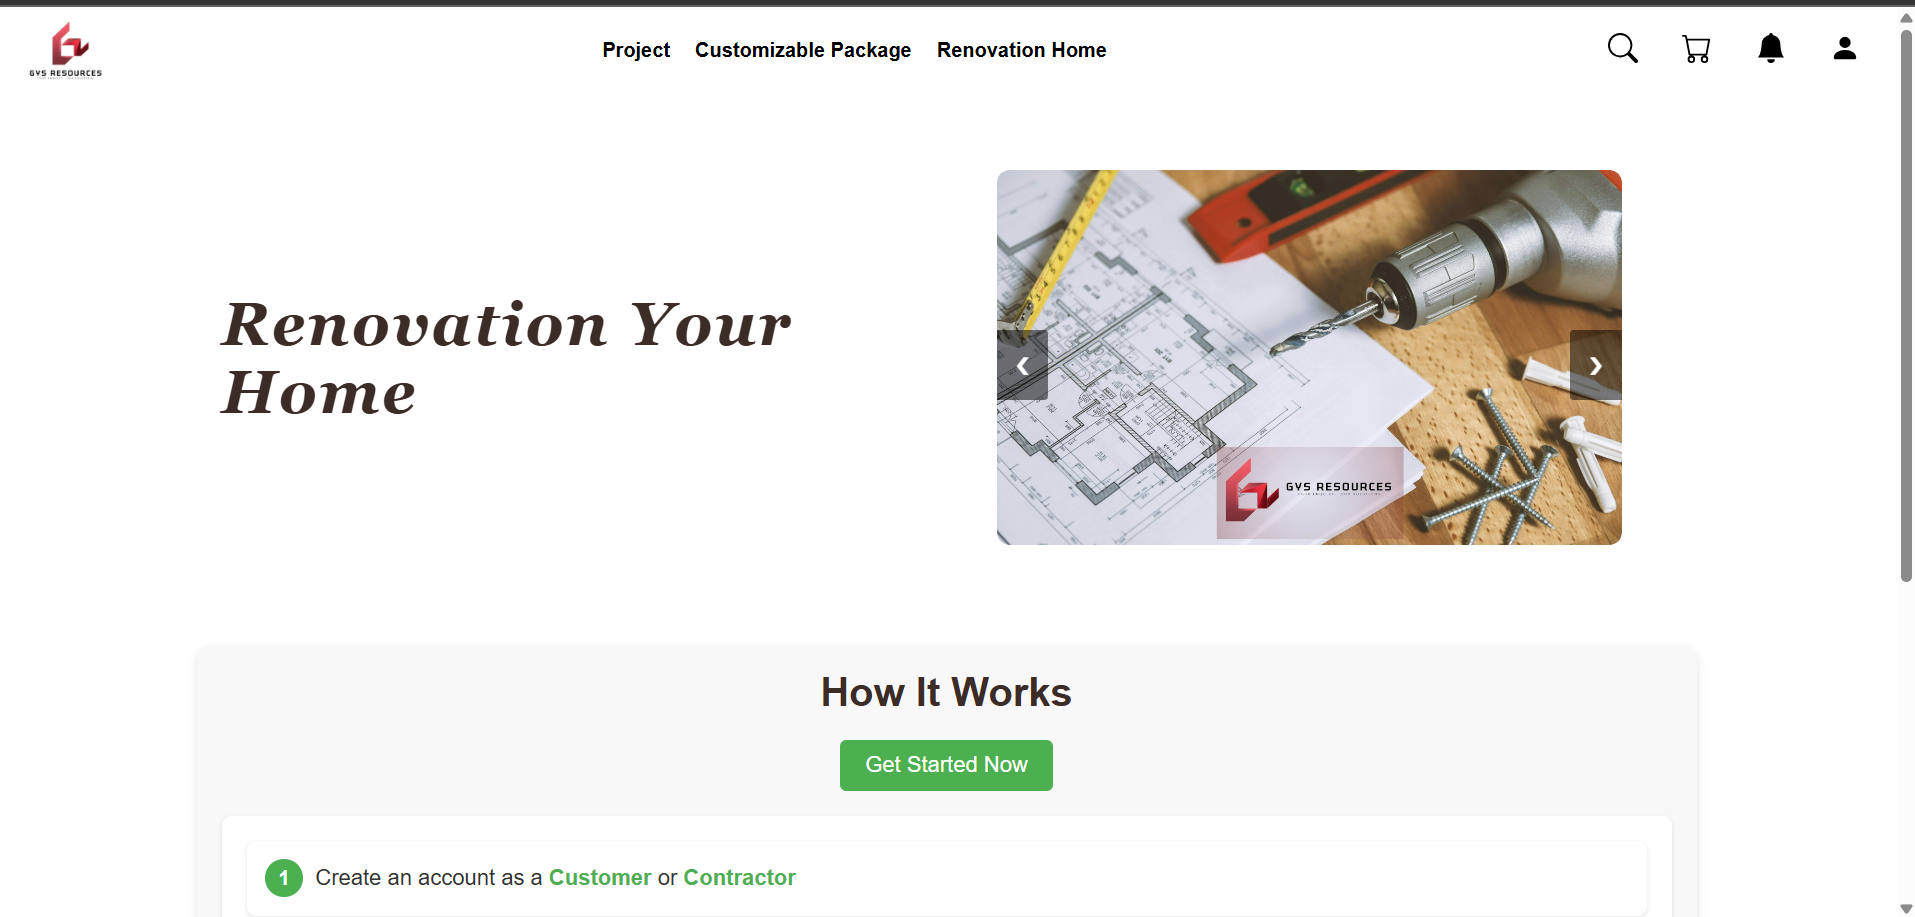 GVS RESOURCES
Project
Customizable Package
Renovation Home
Renovation Your
Home
GVS RESOURCES
How It Works
Get Started Now
1 Create an account as a Customer or Contractor